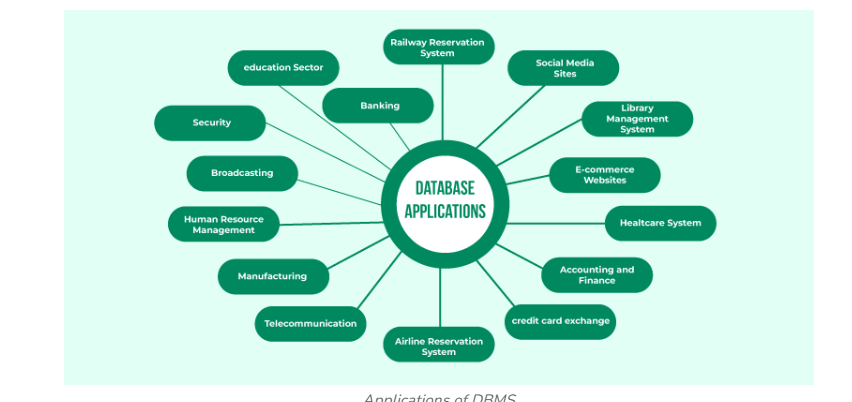 Railway Reservation
System
education Sector
Social Media
Sites
Banking
Library
Management
System
Security
Broadcasting
E-commerce
Websites
DATABASE
APPLICATIONS
Human Resource
Management
Healtcare System
Manufacturing
Accounting and
Finance
Telecommunication
credit card exchange
Airline Reservation
System
Applications of DBMS